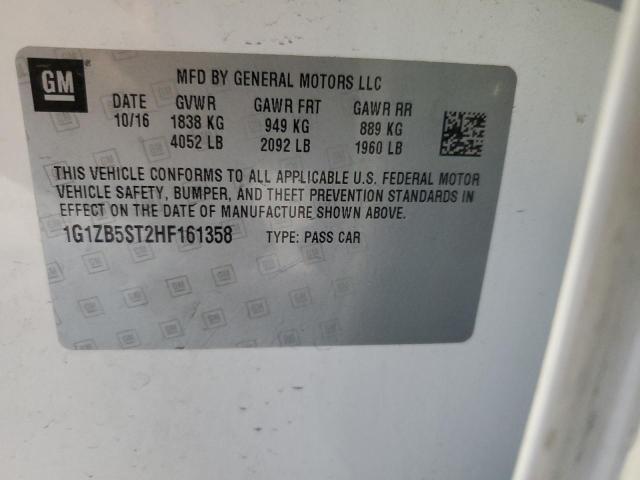 GM
MFD BY GENERAL MOTORS LLC
DATE GVWR GAWR FRT GAWR RR
10/16 1838 KG 949 KG 889 KG
4052 LB 2092 LB 1960 LB
THIS VEHICLE CONFORMS TO ALL APPLICABLE U.S. FEDERAL MOTOR
VEHICLE SAFETY, BUMPER, AND THEFT PREVENTION STANDARDS IN
EFFECT ON THE DATE OF MANUFACTURE SHOWN ABOVE.
1G1ZB5ST2HF161358 TYPE: PASS CAR